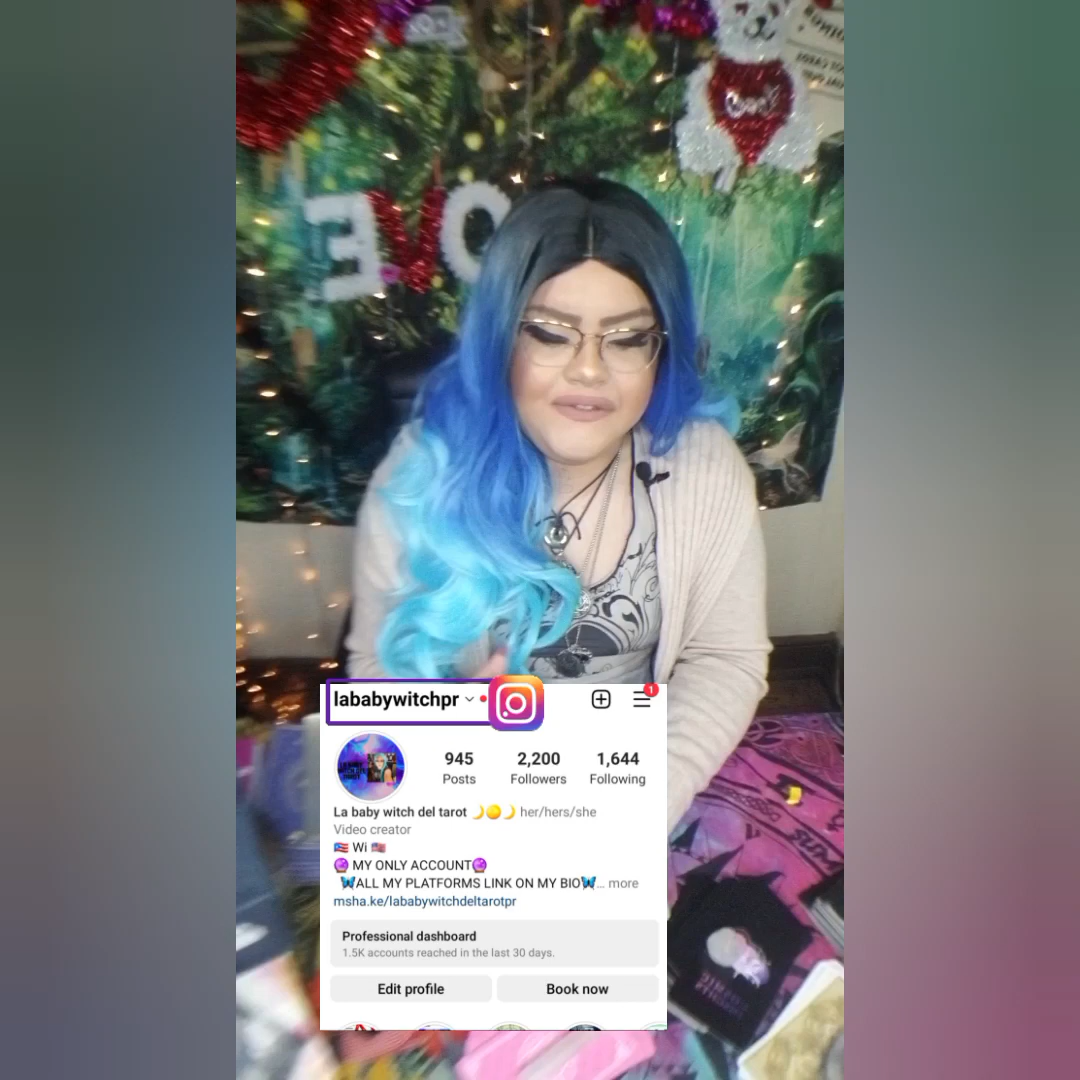 LOVE
lababywitchpr
1
945
2,200
1,644
Posts
Followers
Following
La baby witch del tarot 🌙🌕🌙 her/hers/she
Video creator
🇵🇷 Wi 🇺🇸
🔮 MY ONLY ACCOUNT🔮
🦋ALL MY PLATFORMS LINK ON MY BIO🦋... more
msha.ke/lababywitchdeltarotpr
Professional dashboard
1.5K accounts reached in the last 30 days.
Edit profile
Book now